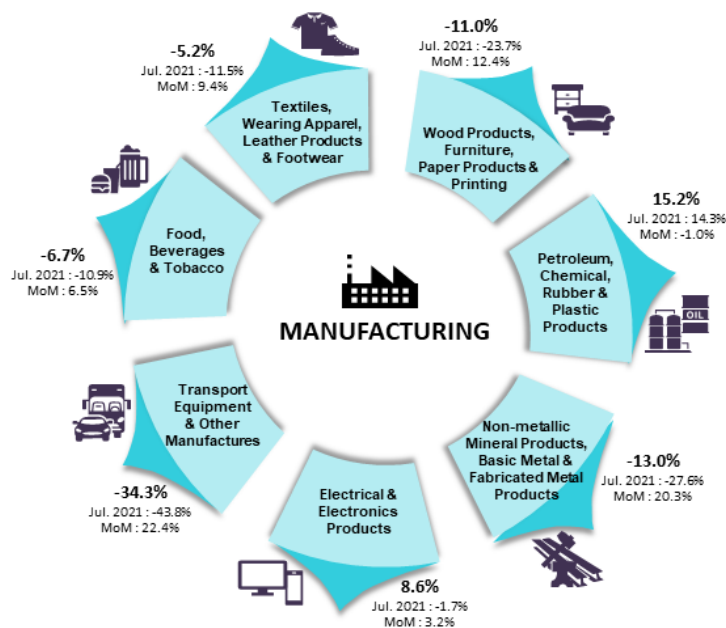 -5.2%
Jul. 2021 : -11.5%
MoM : 9.4%
Textiles,
Wearing Apparel,
Leather Products
& Footwear
-11.0%
Jul. 2021 : -23.7%
MoM : 12.4%
Wood Products,
Furniture,
Paper Products &
Printing
15.2%
Jul. 2021 : 14.3%
MoM : -1.0%
Petroleum,
Chemical,
Rubber &
Plastic
Products
OIL
-6.7%
Jul. 2021 : -10.9%
MoM : 6.5%
Food,
Beverages
& Tobacco
MANUFACTURING
Transport
Equipment
& Other
Manufactures
-34.3%
Jul. 2021 : -43.8%
MoM : 22.4%
Electrical &
Electronics
Products
8.6%
Jul. 2021 : -1.7%
MoM : 3.2%
Non-metallic
Mineral Products,
Basic Metal &
Fabricated Metal
Products
-13.0%
Jul. 2021 : -27.6%
MoM : 20.3%